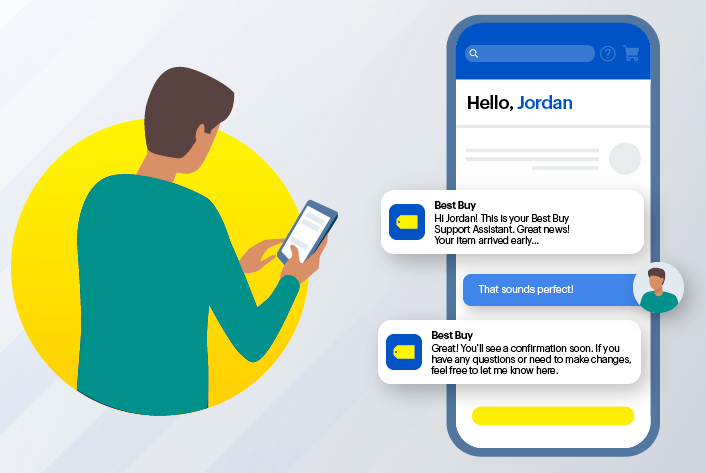 Hello, Jordan
Best Buy
Hi Jordan! This is your Best Buy
Support Assistant. Great news!
Your item arrived early...
That sounds perfect!
Best Buy
Great! You'll see a confirmation soon. If you
have any questions or need to make changes,
feel free to let me know here.